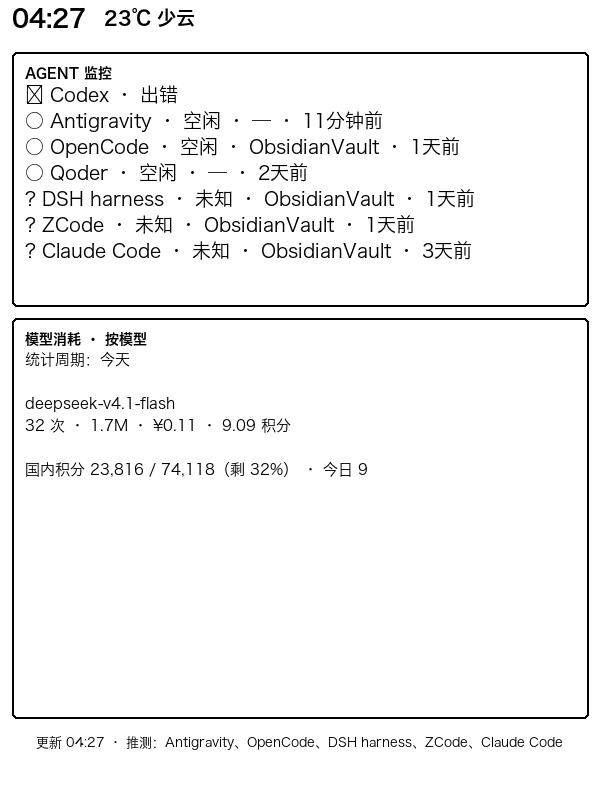 04:27 23℃ 少云
AGENT 监控
☒ Codex · 出错
○ Antigravity · 空闲 · — · 11分钟前
○ OpenCode · 空闲 · ObsidianVault · 1天前
○ Qoder · 空闲 · — · 2天前
? DSH harness · 未知 · ObsidianVault · 1天前
? ZCode · 未知 · ObsidianVault · 1天前
? Claude Code · 未知 · ObsidianVault · 3天前
模型消耗 · 按模型
统计周期：今天
deepseek-v4.1-flash
32 次 · 1.7M · ¥0.11 · 9.09 积分
国内积分 23,816 / 74,118（剩 32%） · 今日 9
更新 04:27 · 推测：Antigravity、OpenCode、DSH harness、ZCode、Claude Code